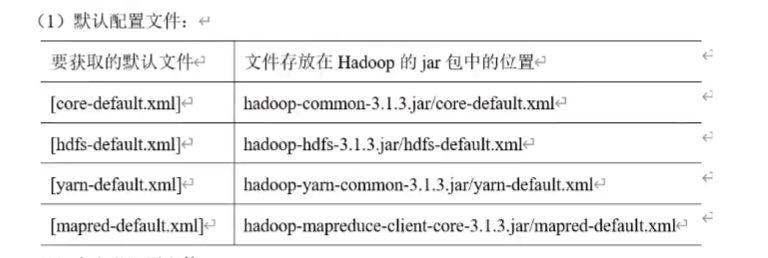 （1）默认配置文件：
要获取的默认文件 文件存放在 Hadoop 的 jar 包中的位置
[core-default.xml] hadoop-common-3.1.3.jar/core-default.xml
[hdfs-default.xml] hadoop-hdfs-3.1.3.jar/hdfs-default.xml
[yarn-default.xml] hadoop-yarn-common-3.1.3.jar/yarn-default.xml
[mapred-default.xml] hadoop-mapreduce-client-core-3.1.3.jar/mapred-default.xml